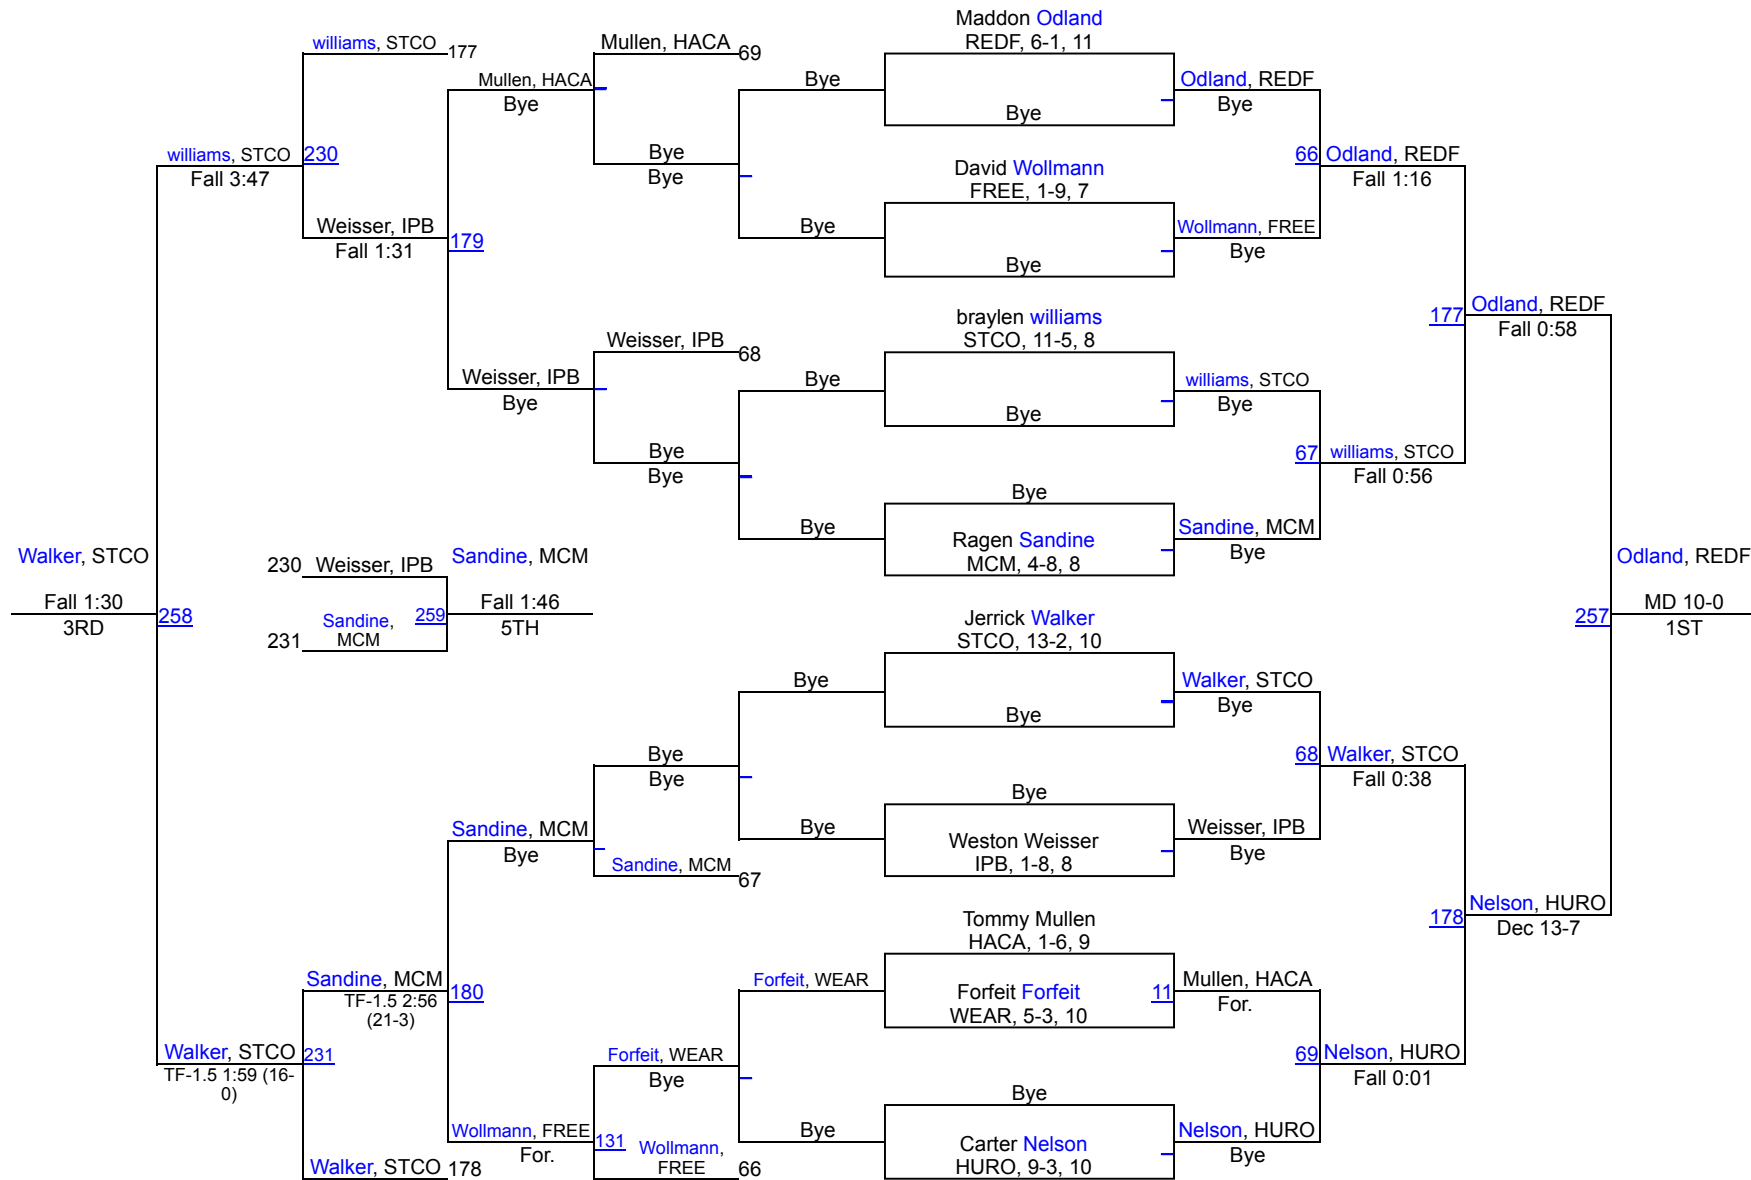 Maddon Odland
REDF, 6-1, 11
williams, STCO 177
Mullen, HACA 69
Mullen, HACA
Bye
Bye
Bye
Odland, REDF
Bye
williams, STCO 230
Fall 3:47
Bye
Bye
David Wollmann
FREE, 1-9, 7
66 Odland, REDF
Fall 1:16
Weisser, IPB 179
Fall 1:31
Bye
Bye
Wollmann, FREE
Bye
braylen williams
STCO, 11-5, 8
177 Odland, REDF
Fall 0:58
Weisser, IPB 68
Weisser, IPB
Bye
Bye
Bye
williams, STCO
Bye
Bye
Bye
67 williams, STCO
Fall 0:56
Bye
Bye
Ragen Sandine
MCM, 4-8, 8
Sandine, MCM
Bye
Walker, STCO
Fall 1:30
3RD
258
230 Weisser, IPB
231 Sandine,
MCM
259
Sandine, MCM
Fall 1:46
5TH
Odland, REDF
257
MD 10-0
1ST
Jerrick Walker
STCO, 13-2, 10
Bye
Bye
Walker, STCO
Bye
Bye
Bye
68 Walker, STCO
Fall 0:38
Sandine, MCM
Bye
Sandine, MCM 67
Bye
Bye
Weston Weisser
IPB, 1-8, 8
Weisser, IPB
Bye
178 Nelson, HURO
Dec 13-7
Tommy Mullen
HACA, 1-6, 9
Sandine, MCM 180
TF-1.5 2:56
(21-3)
Forfeit, WEAR
Forfeit Forfeit
WEAR, 5-3, 10
11 Mullen, HACA
For.
Walker, STCO 231
TF-1.5 1:59 (16-
0)
Forfeit, WEAR
Bye
69 Nelson, HURO
Fall 0:01
Wollmann, FREE 131
For.
Wollmann,
FREE 66
Bye
Bye
Carter Nelson
HURO, 9-3, 10
Nelson, HURO
Bye
Walker, STCO 178